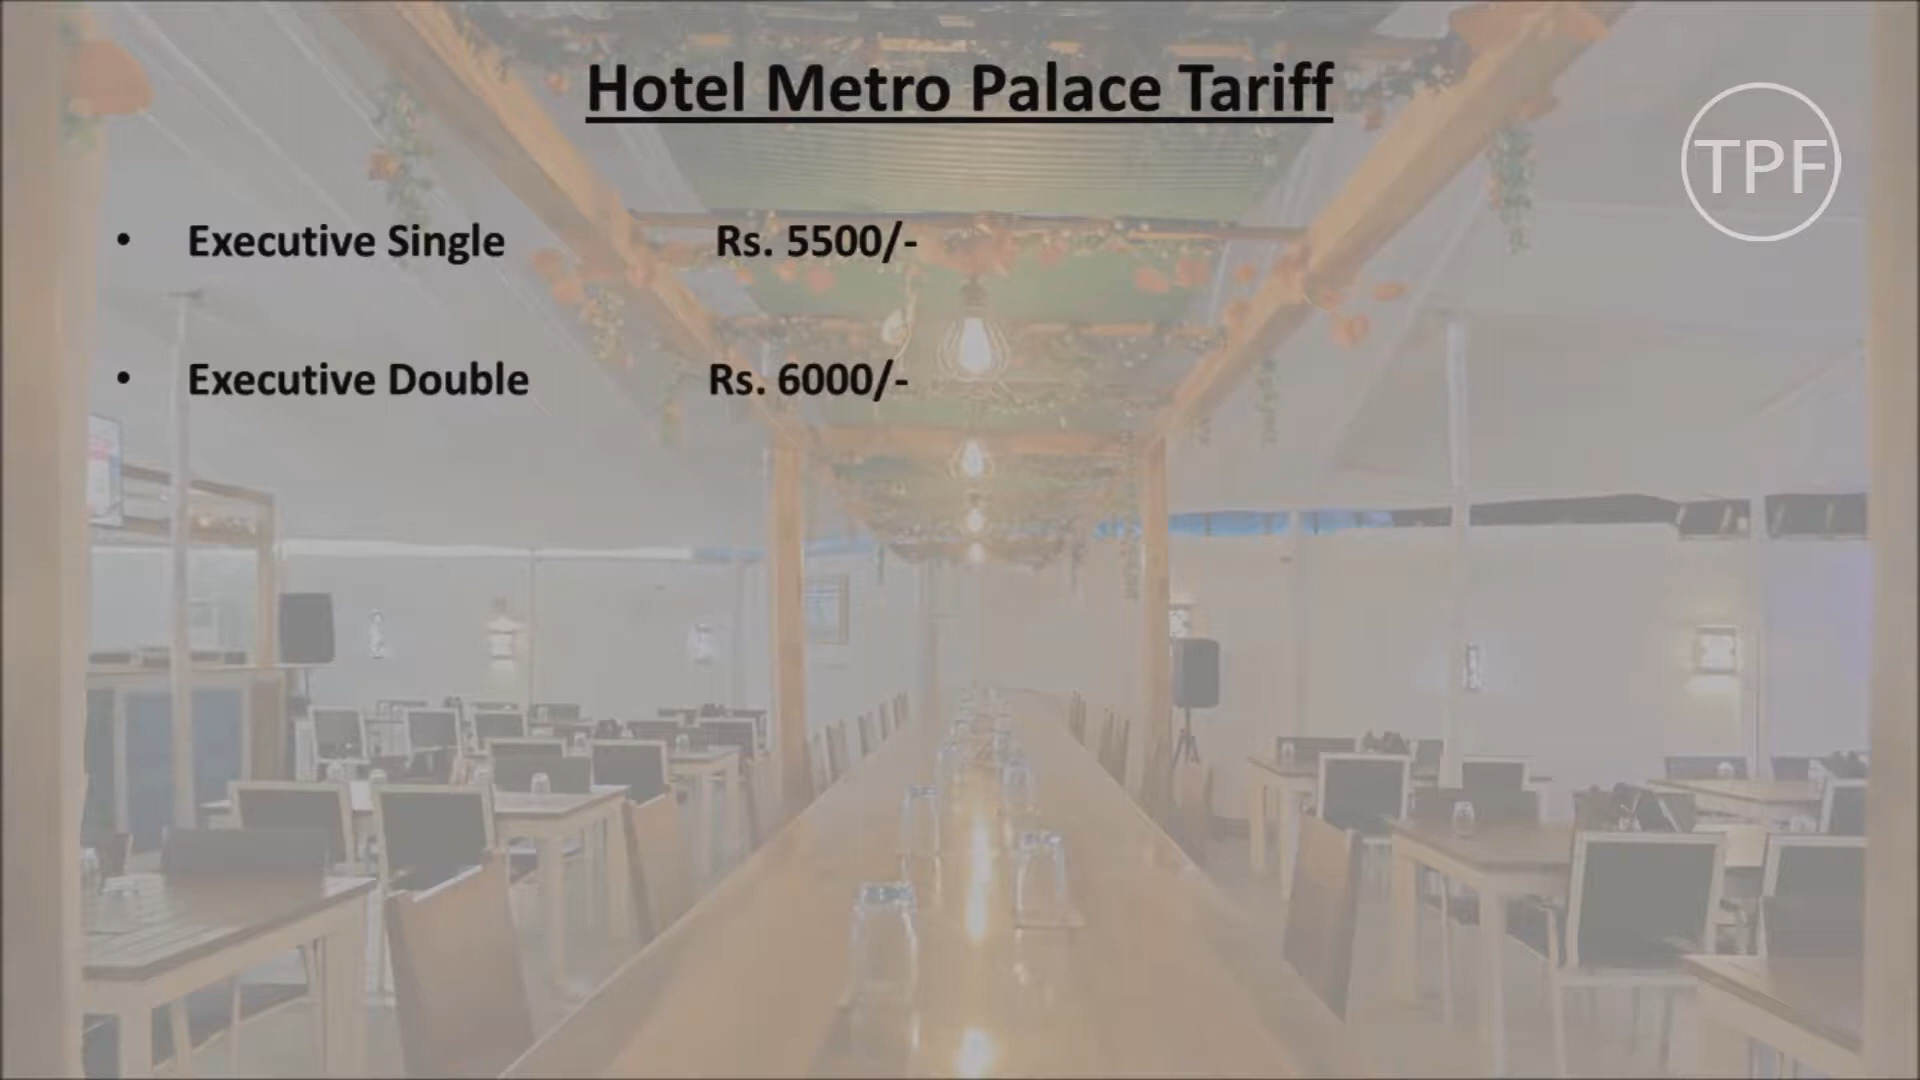 Hotel Metro Palace Tariff
TPF
• Executive Single Rs. 5500/-
• Executive Double Rs. 6000/-